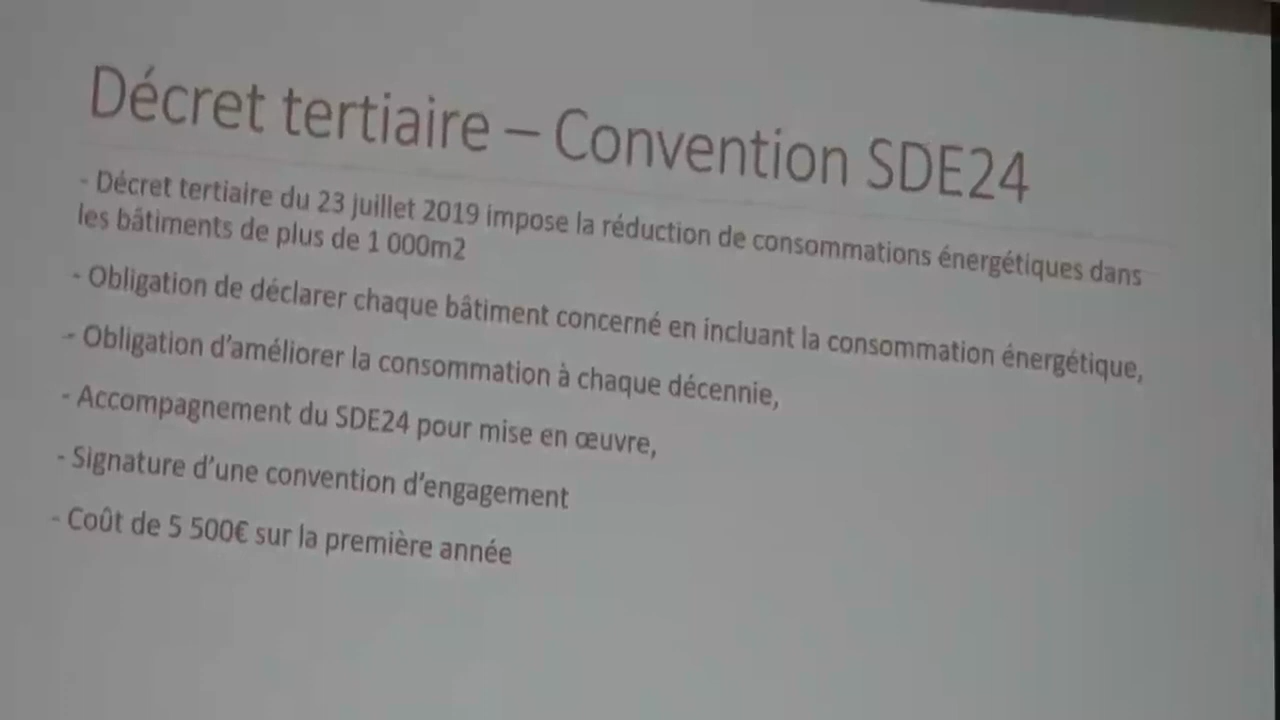 Décret tertiaire – Convention SDE24
- Décret tertiaire du 23 juillet 2019 impose la réduction de consommations énergétiques dans
les bâtiments de plus de 1 000m2
- Obligation de déclarer chaque bâtiment concerné en incluant la consommation énergétique,
- Obligation d'améliorer la consommation à chaque décennie,
- Accompagnement du SDE24 pour mise en œuvre,
- Signature d'une convention d'engagement
- Coût de 5 500€ sur la première année